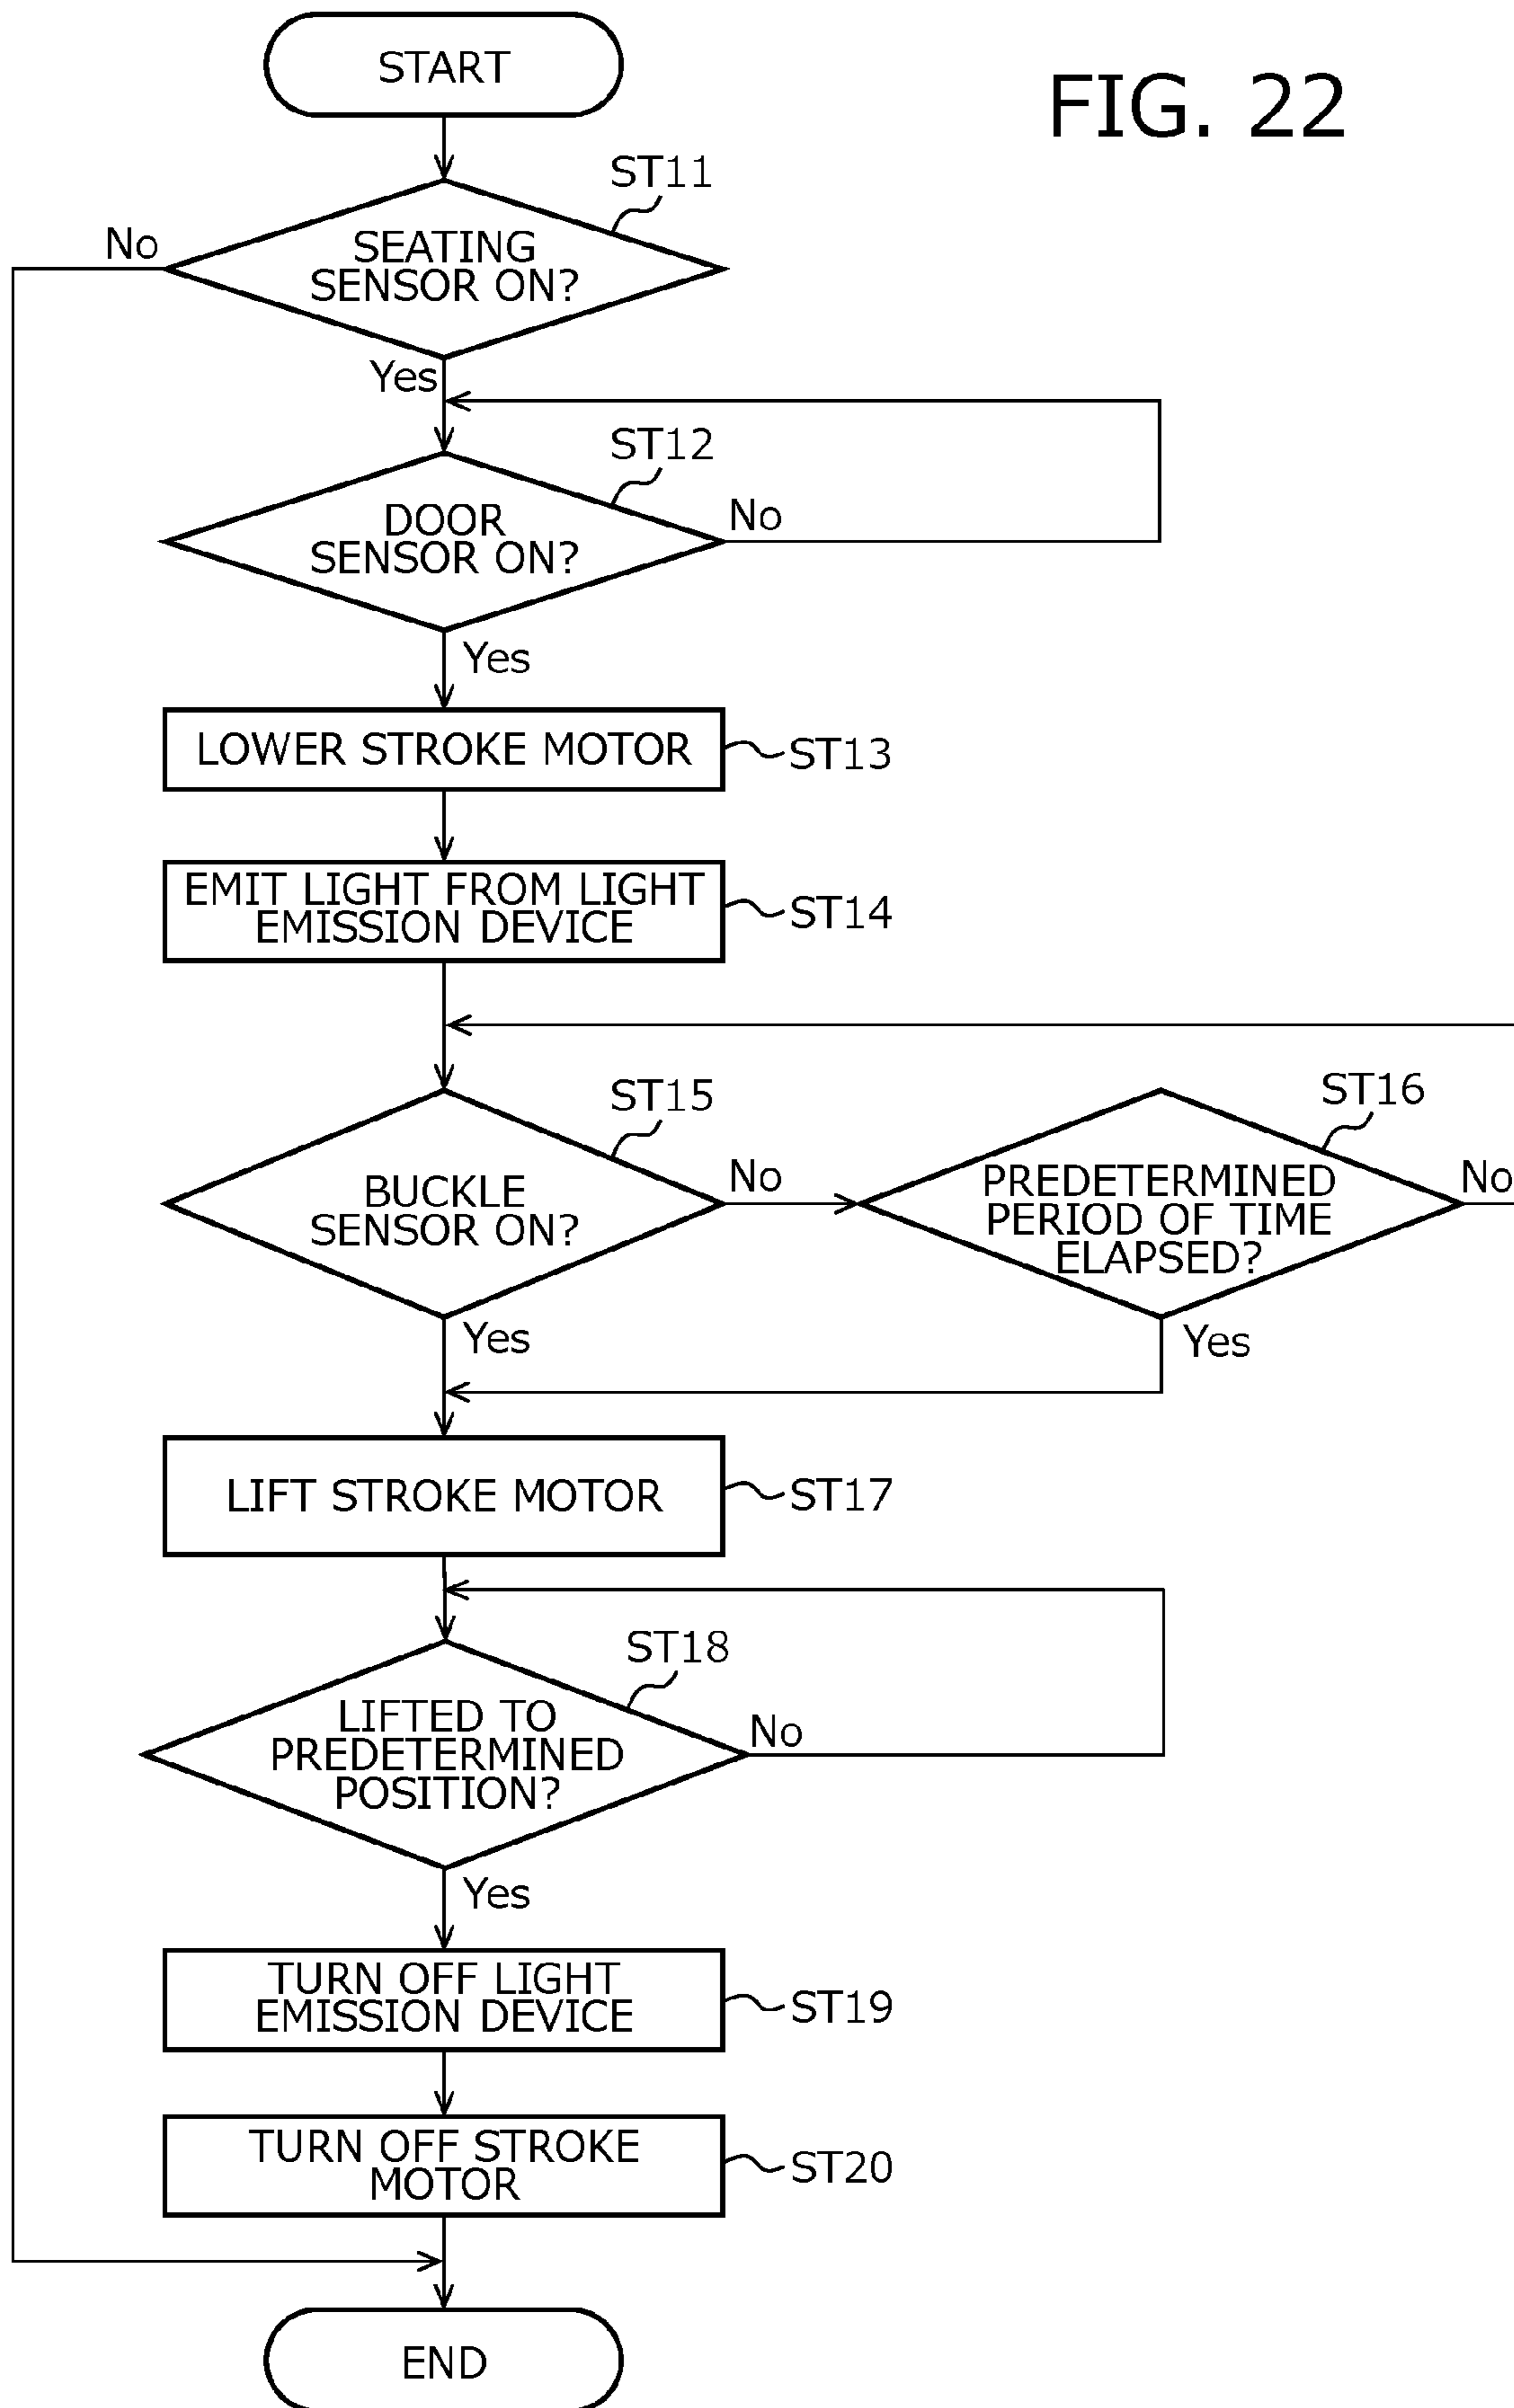 START
FIG. 22
ST11
No
SEATING
SENSOR ON?
Yes
ST12
DOOR
SENSOR ON?
No
Yes
LOWER STROKE MOTOR
ST13
EMIT LIGHT FROM LIGHT
EMISSION DEVICE
ST14
ST15
ST16
BUCKLE
SENSOR ON?
No
PREDETERMINED
PERIOD OF TIME
ELAPSED?
No
Yes
Yes
LIFT STROKE MOTOR
ST17
ST18
LIFTED TO
PREDETERMINED
POSITION?
No
Yes
TURN OFF LIGHT
EMISSION DEVICE
ST19
TURN OFF STROKE
MOTOR
ST20
END